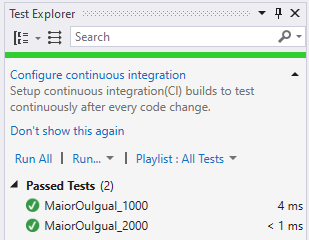 Test Explorer
Search
Configure continuous integration
Setup continuous integration(CI) builds to test
continuously after every code change.
Don't show this again
Run All | Run... | Playlist : All Tests
Passed Tests (2)
MaiorOuIgual_1000 4 ms
MaiorOuIgual_2000 < 1 ms